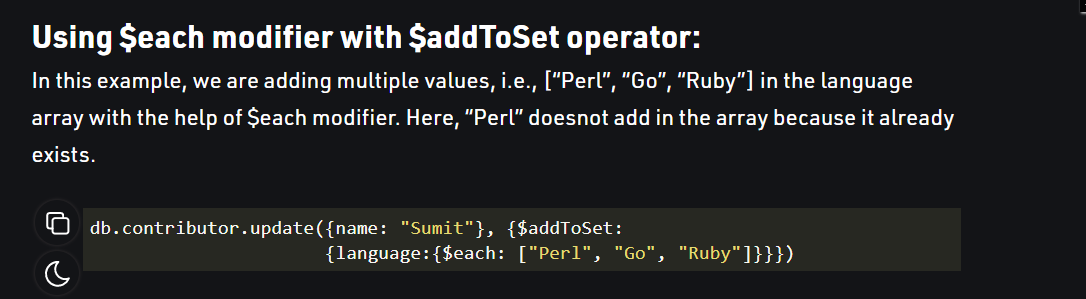 Using $each modifier with $addToSet operator:
In this example, we are adding multiple values, i.e., [“Perl”, “Go”, “Ruby”] in the language
array with the help of $each modifier. Here, “Perl” doesnot add in the array because it already
exists.
db.contributor.update({name: "Sumit"}, {$addToSet:
{language:{$each: ["Perl", "Go", "Ruby"]}}})